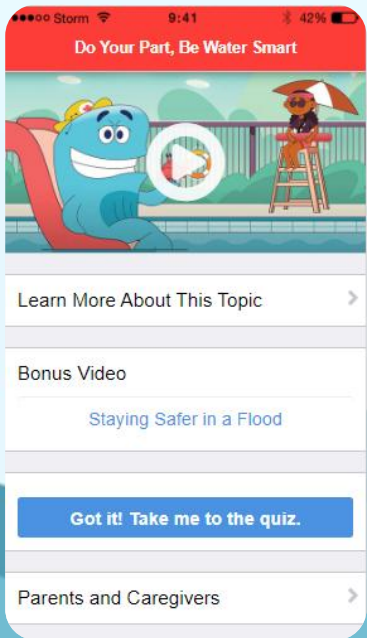 Storm 9:41 42%
Do Your Part, Be Water Smart
Learn More About This Topic
Bonus Video
Staying Safer in a Flood
Got it! Take me to the quiz.
Parents and Caregivers